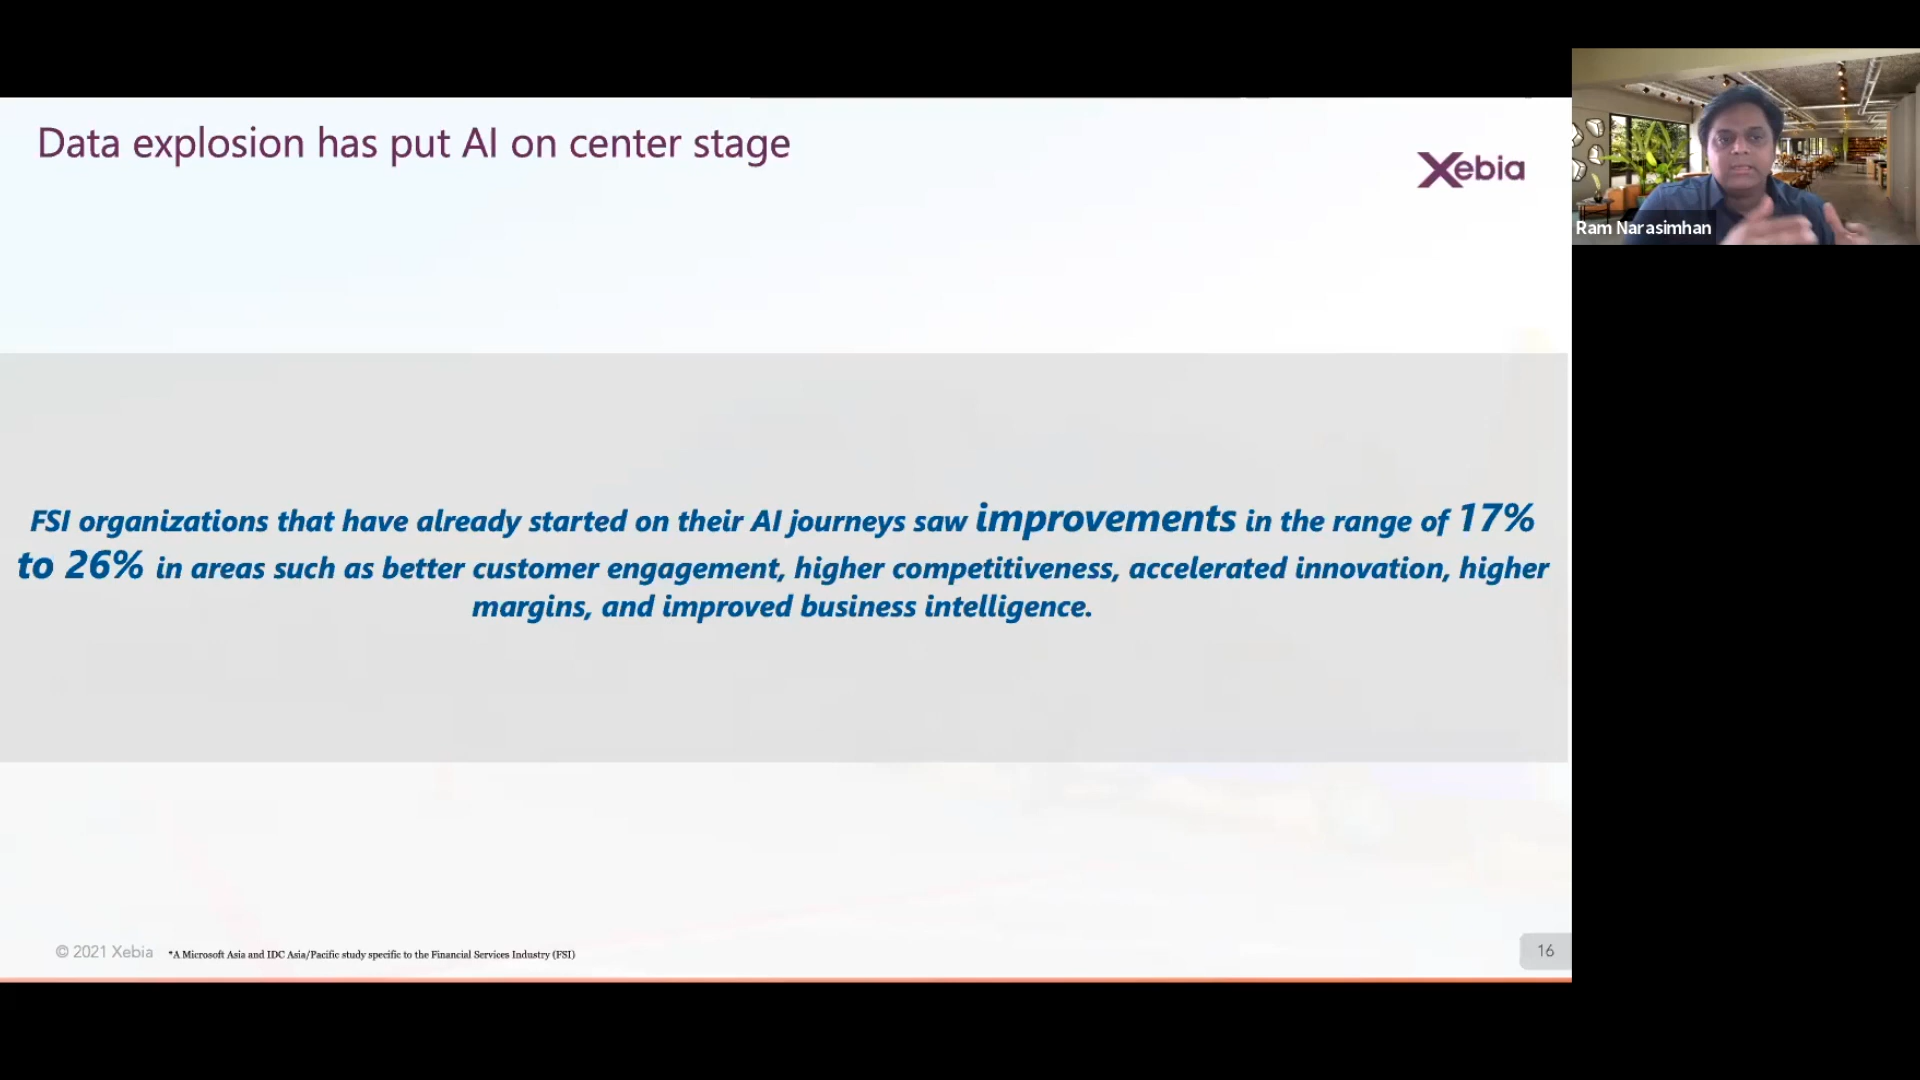 Data explosion has put AI on center stage
Xebia
Ram Narasimhan
FSI organizations that have already started on their AI journeys saw improvements in the range of 17%
to 26% in areas such as better customer engagement, higher competitiveness, accelerated innovation, higher
margins, and improved business intelligence.
© 2021 Xebia
*A Microsoft Asia and IDC Asia/Pacific study specific to the Financial Services Industry (FSI)
16